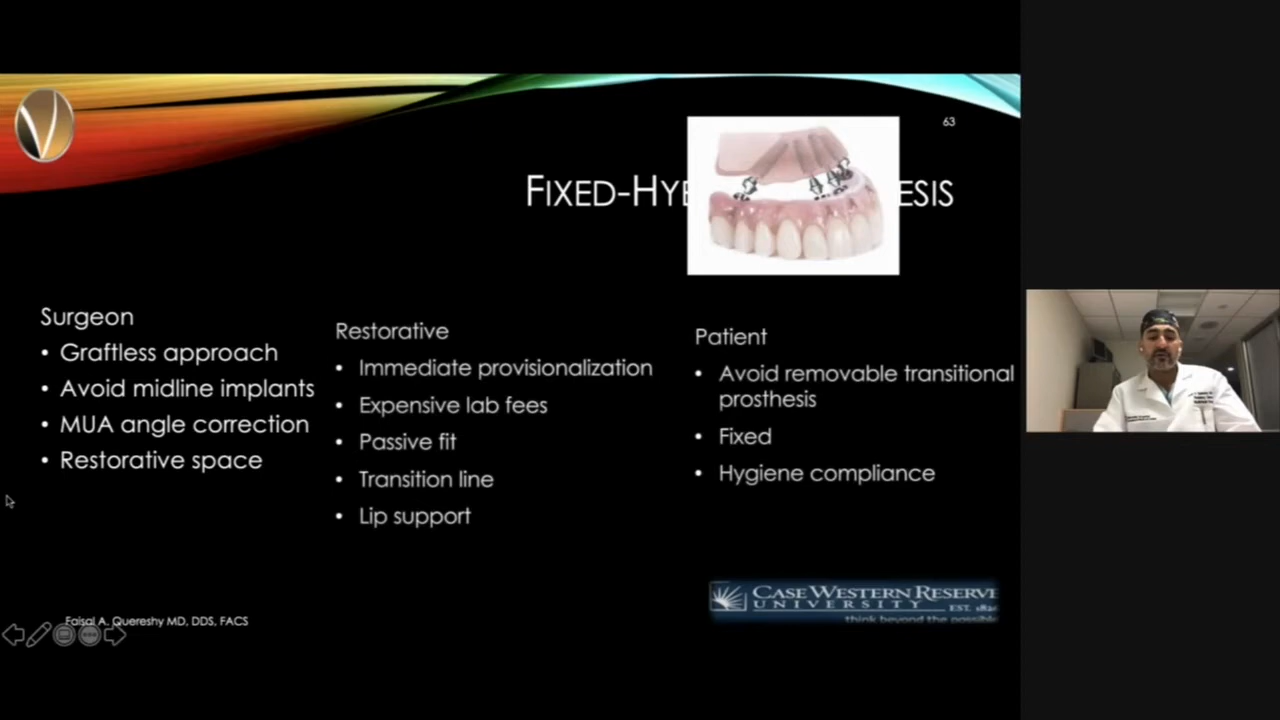 63
FIXED-HY ESIS
Surgeon
• Graftless approach
• Avoid midline implants
• MUA angle correction
• Restorative space
Restorative
• Immediate provisionalization
• Expensive lab fees
• Passive fit
• Transition line
• Lip support
Patient
• Avoid removable transitional
prosthesis
• Fixed
• Hygiene compliance
CASE WESTERN RESERVE
UNIVERSITY EST. 1826
think beyond the possible
Faisal A. Quereshy MD, DDS, FACS